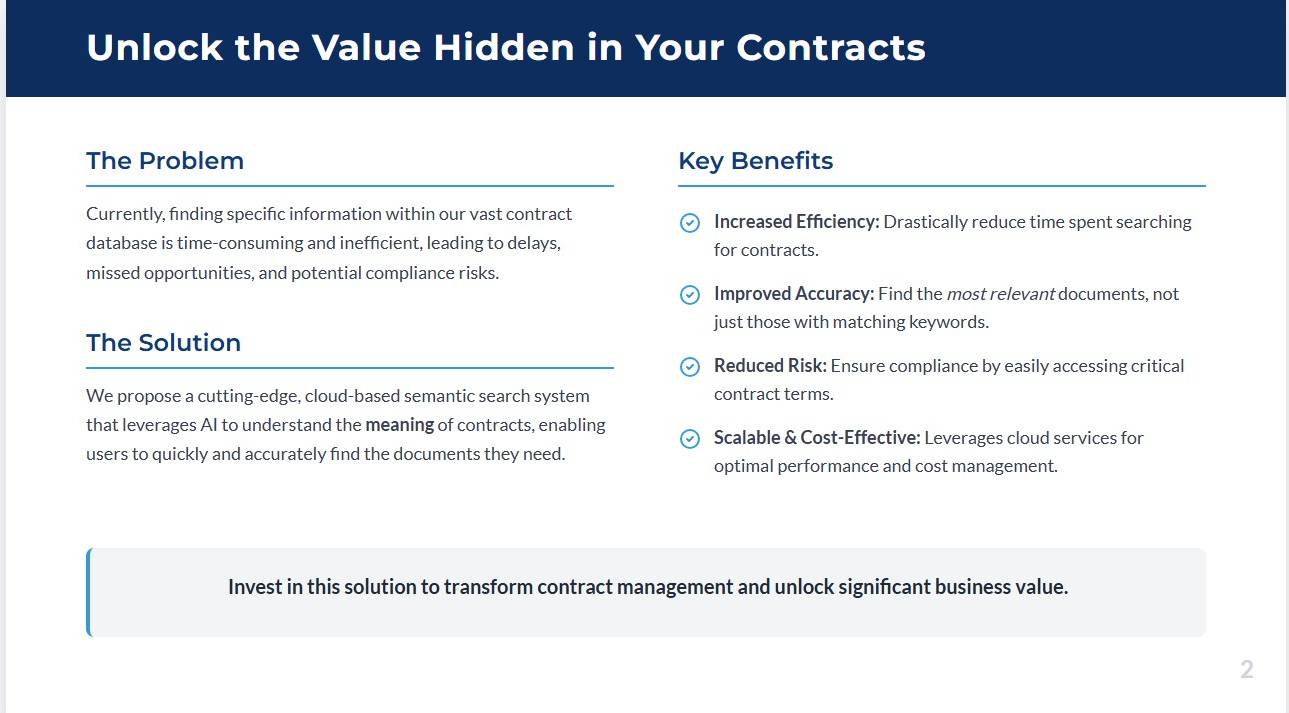 Unlock the Value Hidden in Your Contracts
The Problem
Currently, finding specific information within our vast contract
database is time-consuming and inefficient, leading to delays,
missed opportunities, and potential compliance risks.
The Solution
We propose a cutting-edge, cloud-based semantic search system
that leverages AI to understand the meaning of contracts, enabling
users to quickly and accurately find the documents they need.
Key Benefits
Increased Efficiency: Drastically reduce time spent searching
for contracts.
Improved Accuracy: Find the most relevant documents, not
just those with matching keywords.
Reduced Risk: Ensure compliance by easily accessing critical
contract terms.
Scalable & Cost-Effective: Leverages cloud services for
optimal performance and cost management.
Invest in this solution to transform contract management and unlock significant business value.
2